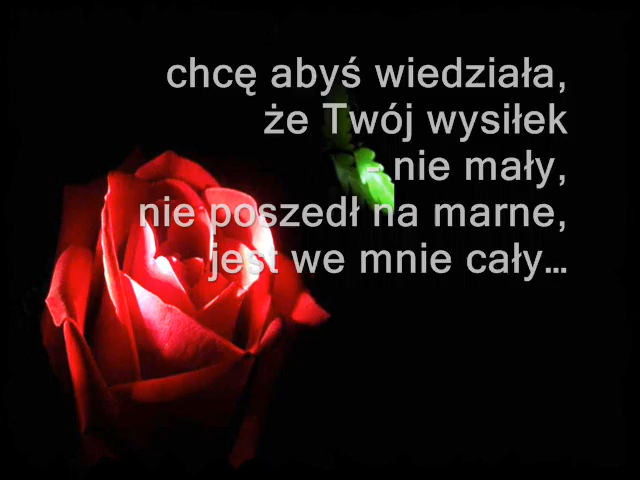 chcę abyś wiedziała,
że Twój wysiłek
- nie mały,
nie poszedł na marne,
jest we mnie cały...